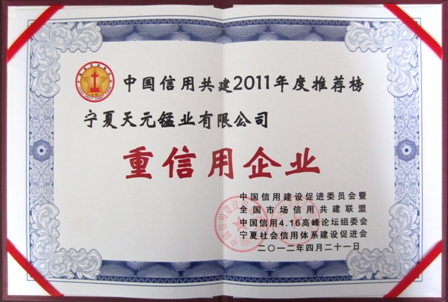 中国信用共建2011年度推荐榜
宁夏天元锰业有限公司
重信用企业
中国信用建设促进委员会暨
全国市场信用共建联盟
中国信用4.16高峰论坛组委会
宁夏社会信用体系建设促进会
二〇一二年四月二十一日